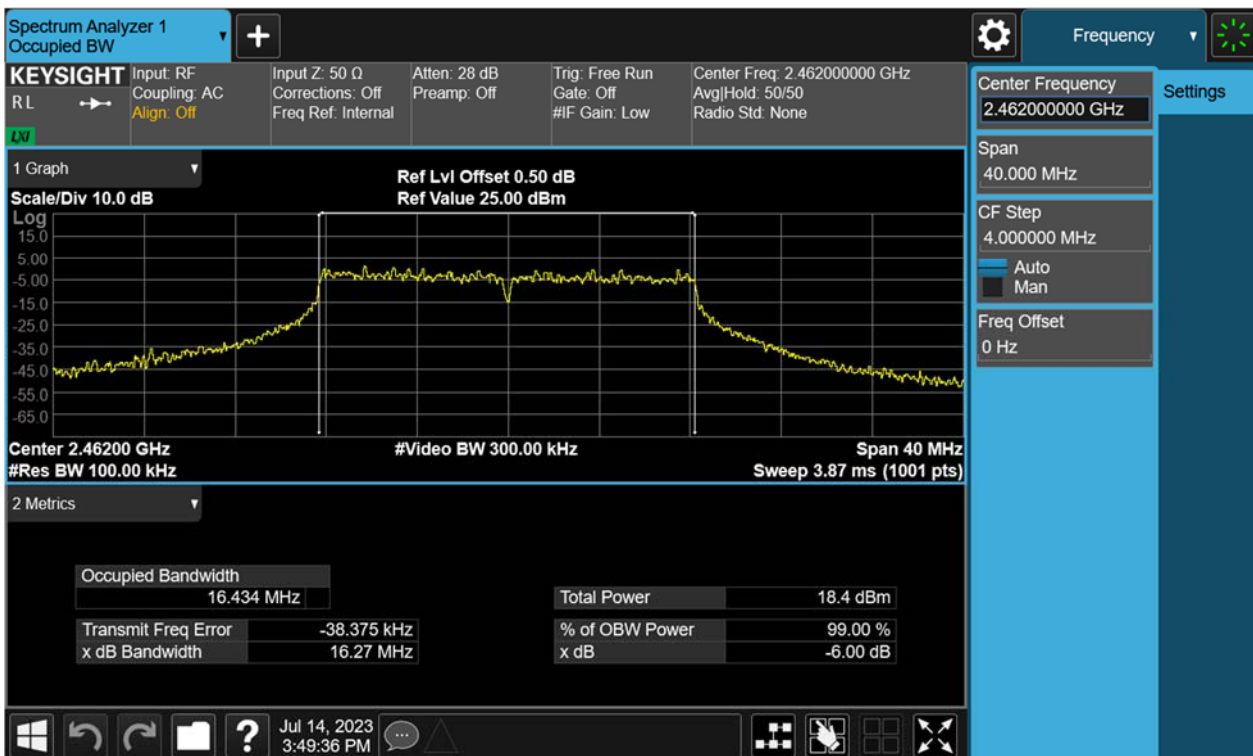 Spectrum Analyzer 1
Occupied BW
Frequency
KEYSIGHT
RL
LXI
Input: RF
Coupling: AC
Align: Off
Input Z: 50 Ω
Corrections: Off
Freq Ref: Internal
Atten: 28 dB
Preamp: Off
Trig: Free Run
Gate: Off
#IF Gain: Low
Center Freq: 2.462000000 GHz
Avg|Hold: 50/50
Radio Std: None
Center Frequency
2.462000000 GHz
Settings
Span
40.000 MHz
CF Step
4.000000 MHz
Auto
Man
Freq Offset
0 Hz
1 Graph
Scale/Div 10.0 dB
Ref Lvl Offset 0.50 dB
Ref Value 25.00 dBm
Log
15.0
5.00
-5.00
-15.0
-25.0
-35.0
-45.0
-55.0
-65.0
Center 2.46200 GHz
#Video BW 300.00 kHz
Span 40 MHz
#Res BW 100.00 kHz
Sweep 3.87 ms (1001 pts)
2 Metrics
Occupied Bandwidth
16.434 MHz
Total Power 18.4 dBm
Transmit Freq Error -38.375 kHz
% of OBW Power 99.00 %
x dB Bandwidth 16.27 MHz
x dB -6.00 dB
Jul 14, 2023
3:49:36 PM